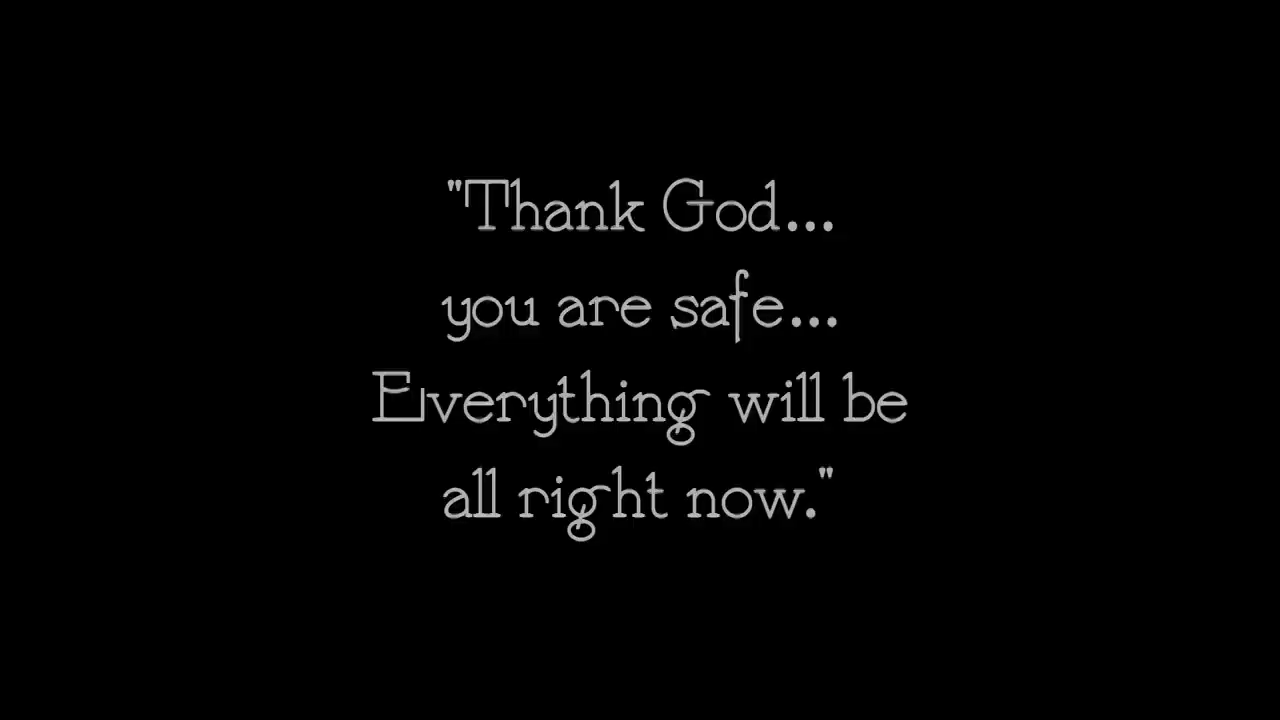 "Thank God...
you are safe...
Everything will be
all right now."